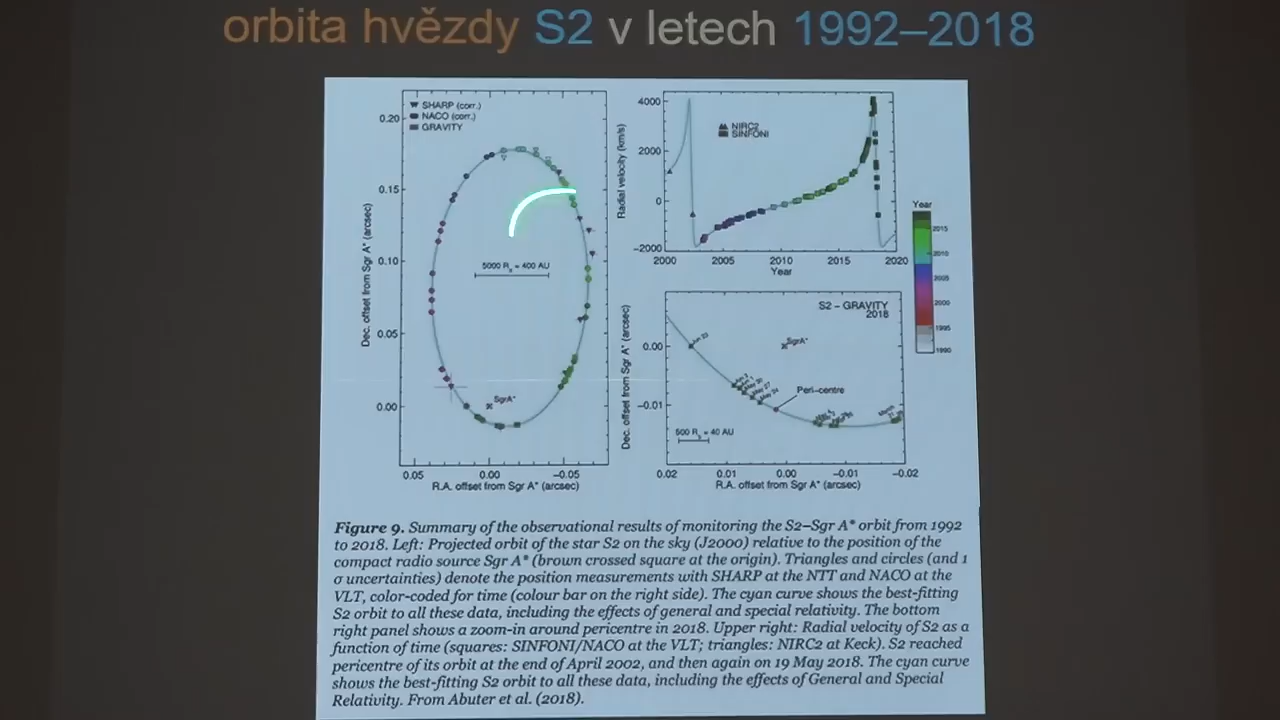 orbita hvězdy S2 v letech 1992–2018
SHARP (corr.)
NACO (corr.)
GRAVITY
0.20
0.15
0.10
0.05
0.00
Dec. offset from Sgr A* (arcsec)
5000 Rs = 400 AU
SgrA*
0.05 0.00 −0.05
R.A. offset from Sgr A* (arcsec)
4000
2000
0
−2000
Radial velocity (km/s)
NIRC2
SINFONI
2000 2005 2010 2015 2020
Year
Year
2015
2010
2005
2000
1995
1990
S2 – GRAVITY
2018
0.00
−0.01
Dec. offset from Sgr A* (arcsec)
Jun 23
SgrA*
Peri-centre
500 Rs = 40 AU
0.02 0.01 0.00 −0.01 −0.02
R.A. offset from Sgr A* (arcsec)
Figure 9. Summary of the observational results of monitoring the S2–Sgr A* orbit from 1992
to 2018. Left: Projected orbit of the star S2 on the sky (J2000) relative to the position of the
compact radio source Sgr A* (brown crossed square at the origin). Triangles and circles (and 1
σ uncertainties) denote the position measurements with SHARP at the NTT and NACO at the
VLT, color-coded for time (colour bar on the right side). The cyan curve shows the best-fitting
S2 orbit to all these data, including the effects of general and special relativity. The bottom
right panel shows a zoom-in around pericentre in 2018. Upper right: Radial velocity of S2 as a
function of time (squares: SINFONI/NACO at the VLT; triangles: NIRC2 at Keck). S2 reached
pericentre of its orbit at the end of April 2002, and then again on 19 May 2018. The cyan curve
shows the best-fitting S2 orbit to all these data, including the effects of General and Special
Relativity. From Abuter et al. (2018).